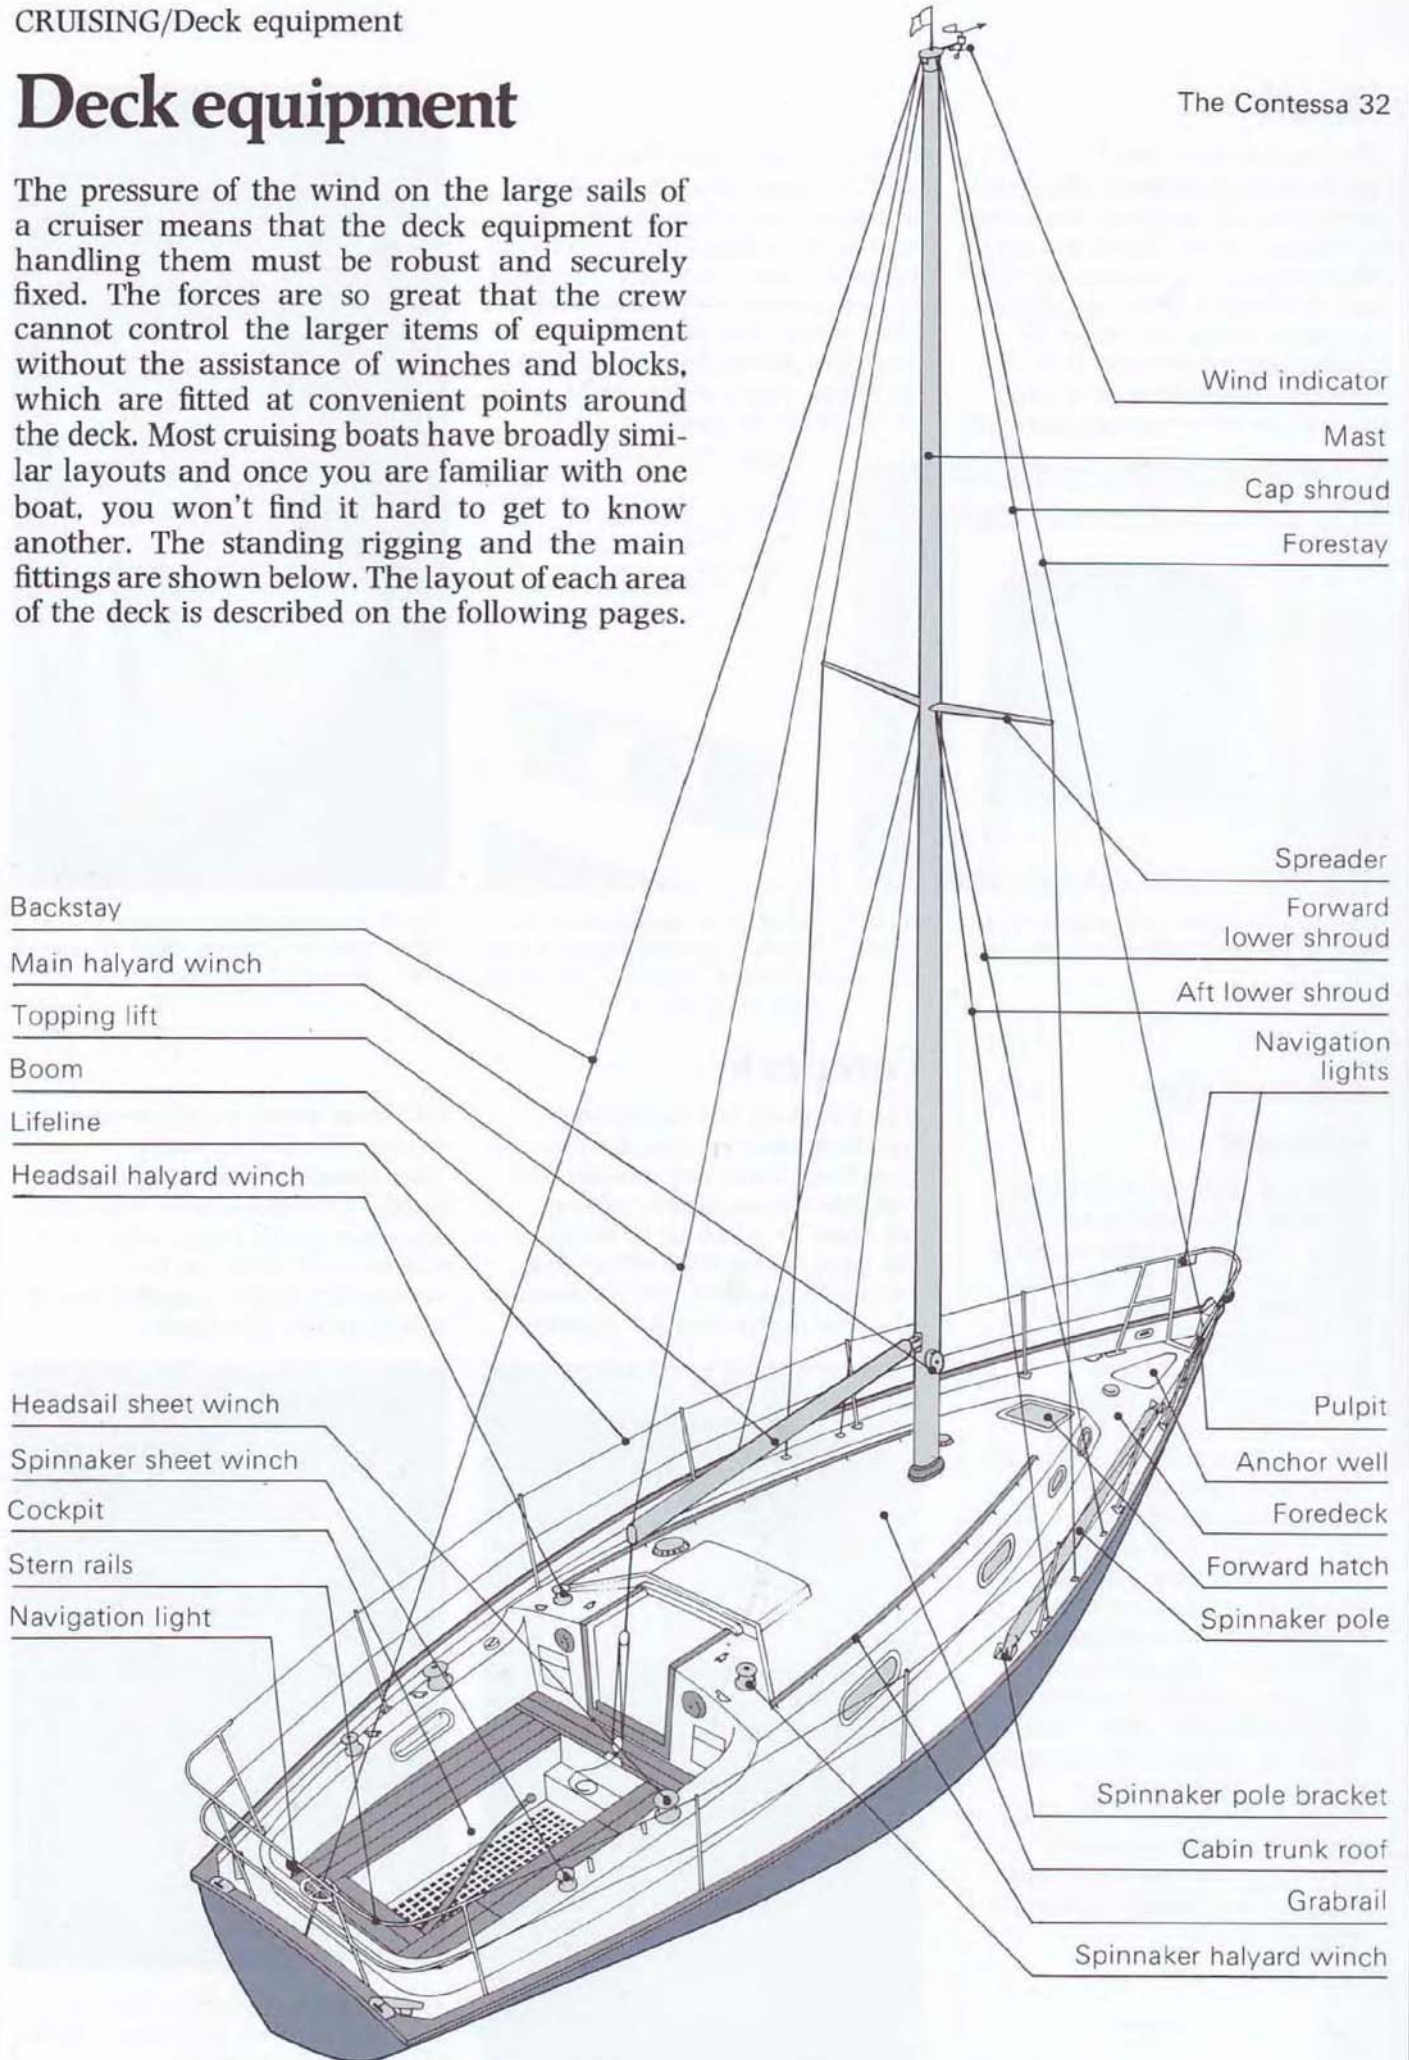 CRUISING/Deck equipment
Deck equipment
The Contessa 32
The pressure of the wind on the large sails of
a cruiser means that the deck equipment for
handling them must be robust and securely
fixed. The forces are so great that the crew
cannot control the larger items of equipment
without the assistance of winches and blocks,
which are fitted at convenient points around
the deck. Most cruising boats have broadly simi-
lar layouts and once you are familiar with one
boat, you won't find it hard to get to know
another. The standing rigging and the main
fittings are shown below. The layout of each area
of the deck is described on the following pages.
Wind indicator
Mast
Cap shroud
Forestay
Spreader
Forward
lower shroud
Aft lower shroud
Navigation
lights
Backstay
Main halyard winch
Topping lift
Boom
Lifeline
Headsail halyard winch
Headsail sheet winch
Spinnaker sheet winch
Cockpit
Stern rails
Navigation light
Pulpit
Anchor well
Foredeck
Forward hatch
Spinnaker pole
Spinnaker pole bracket
Cabin trunk roof
Grabrail
Spinnaker halyard winch